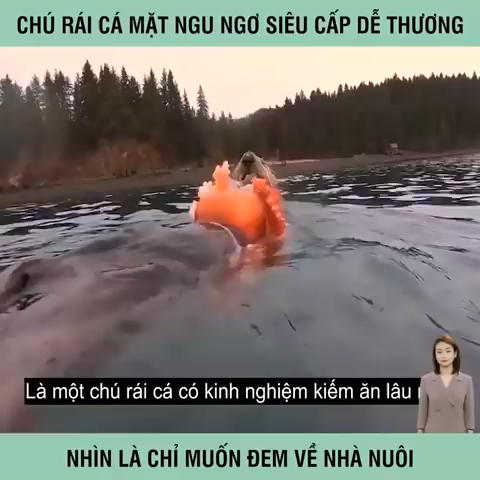 CHÚ RÁI CÁ MẶT NGU NGƠ SIÊU CẤP DỄ THƯƠNG
Là một chú rái cá có kinh nghiệm kiếm ăn lâu
NHÌN LÀ CHỈ MUỐN ĐEM VỀ NHÀ NUÔI